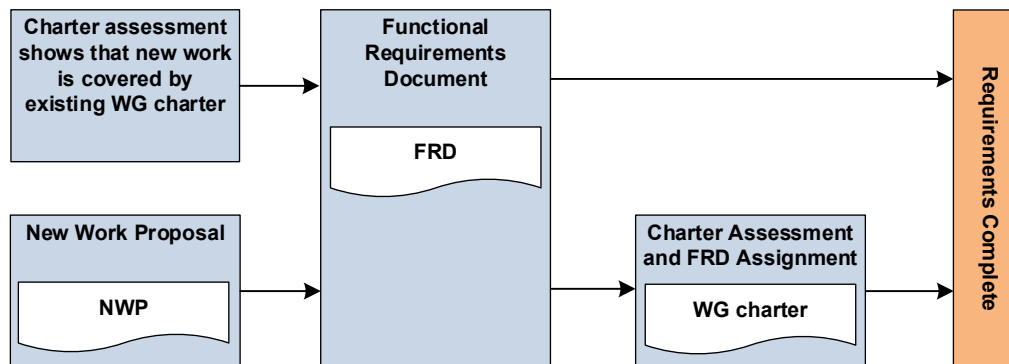 Charter assessment
shows that new work
is covered by
existing WG charter
Functional
Requirements
Document
FRD
New Work Proposal
NWP
Charter Assessment
and FRD Assignment
WG charter
Requirements Complete